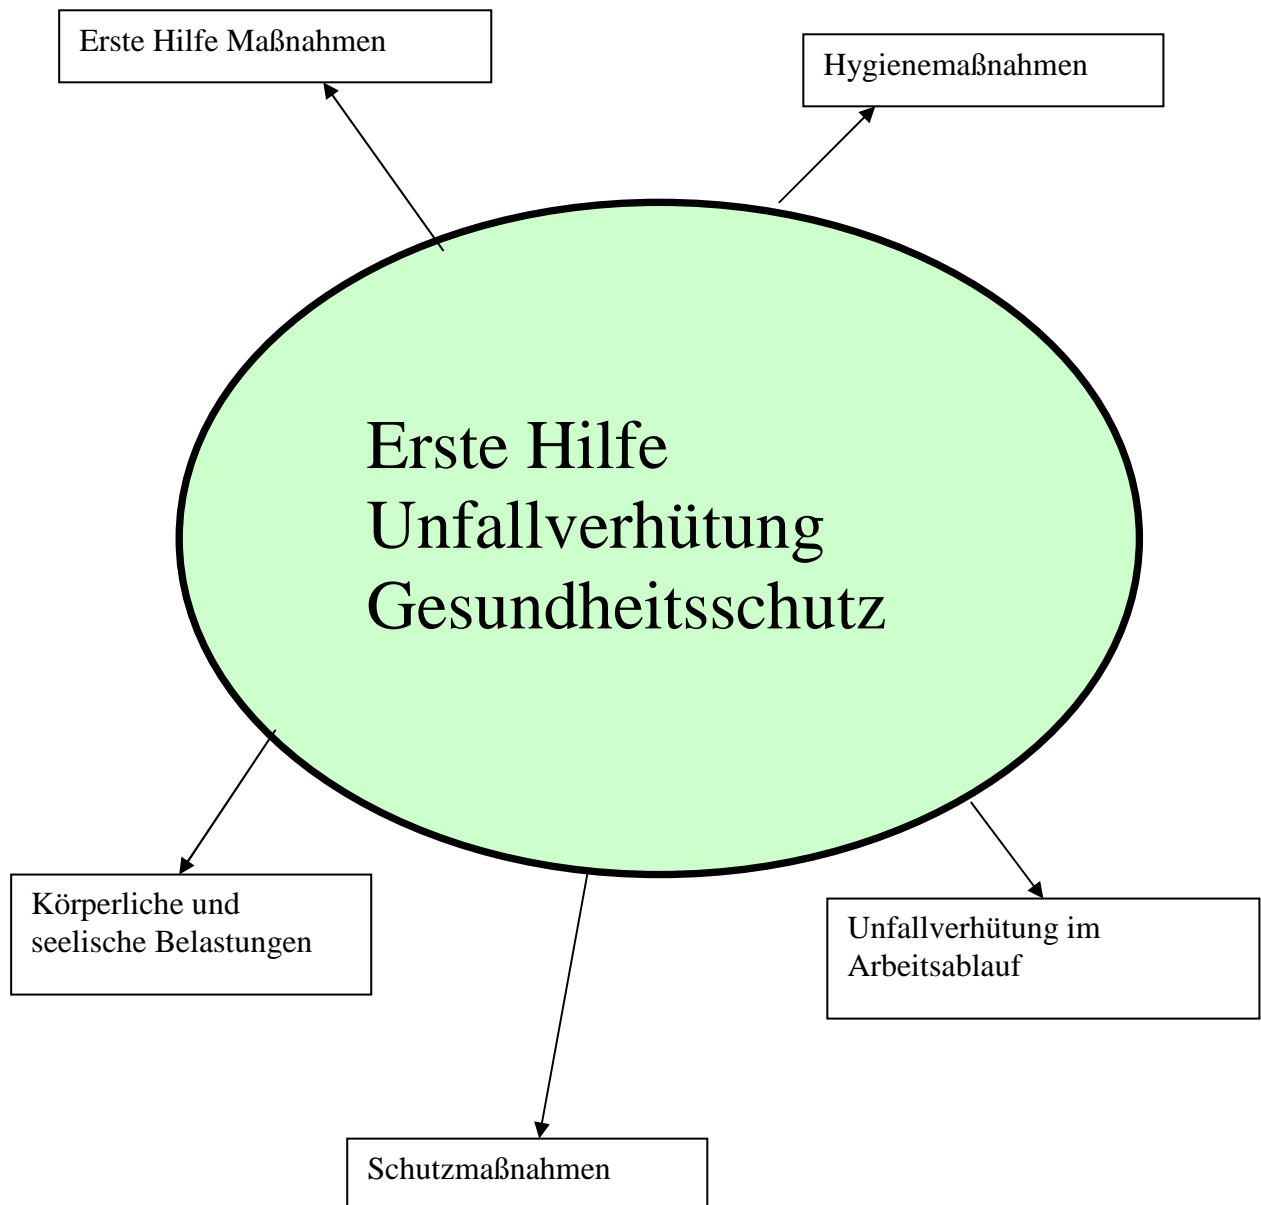 Erste Hilfe Maßnahmen
Hygienemaßnahmen
Erste Hilfe
Unfallverhütung
Gesundheitsschutz
Körperliche und
seelische Belastungen
Unfallverhütung im
Arbeitsablauf
Schutzmaßnahmen